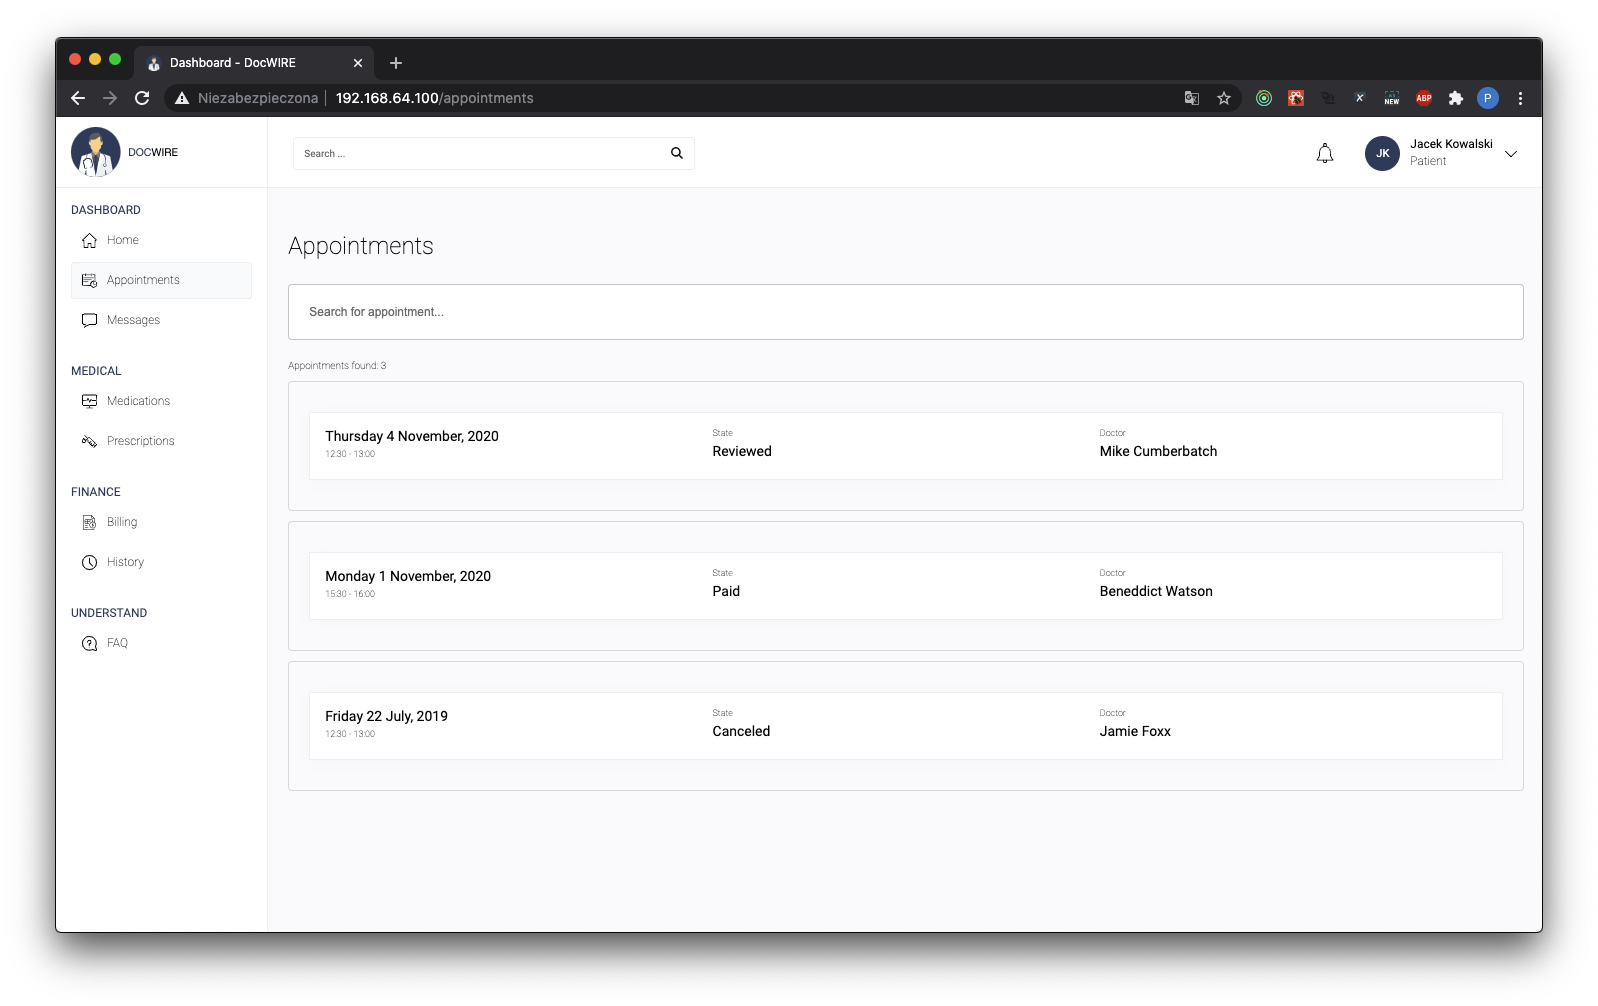 Dashboard - DocWIRE
Niezabezpieczona 192.168.64.100/appointments
NEW
ABP
P
DOCWIRE
Search ...
JK
Jacek Kowalski
Patient
DASHBOARD
Home
Appointments
Messages
MEDICAL
Medications
Prescriptions
FINANCE
Billing
History
UNDERSTAND
FAQ
Appointments
Search for appointment...
Appointments found: 3
Thursday 4 November, 2020
12:30 - 13:00
State
Reviewed
Doctor
Mike Cumberbatch
Monday 1 November, 2020
15:30 - 16:00
State
Paid
Doctor
Beneddict Watson
Friday 22 July, 2019
12:30 - 13:00
State
Canceled
Doctor
Jamie Foxx